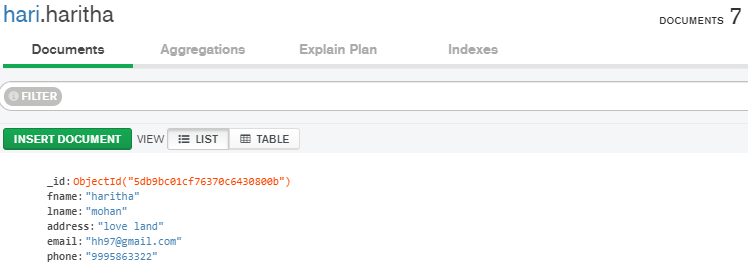 hari.haritha
DOCUMENTS 7
Documents Aggregations Explain Plan Indexes
FILTER
INSERT DOCUMENT VIEW LIST TABLE
_id: ObjectId("5db9bc01cf76370c6430800b")
fname: "haritha"
lname: "mohan"
address: "love land"
email: "hh97@gmail.com"
phone: "9995863322"